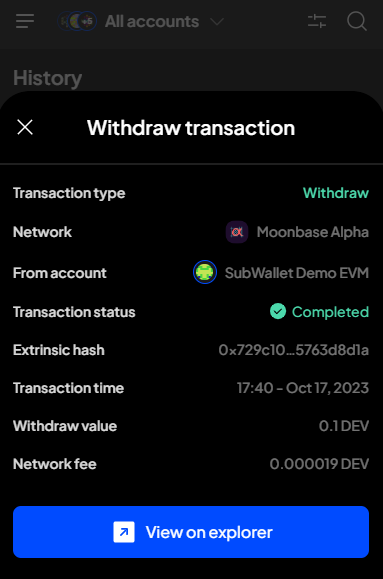 +5 All accounts
History
Withdraw transaction
Transaction type Withdraw
Network Moonbase Alpha
From account SubWallet Demo EVM
Transaction status Completed
Extrinsic hash 0x729c10...5763d8d1a
Transaction time 17:40 - Oct 17, 2023
Withdraw value 0.1 DEV
Network fee 0.000019 DEV
View on explorer